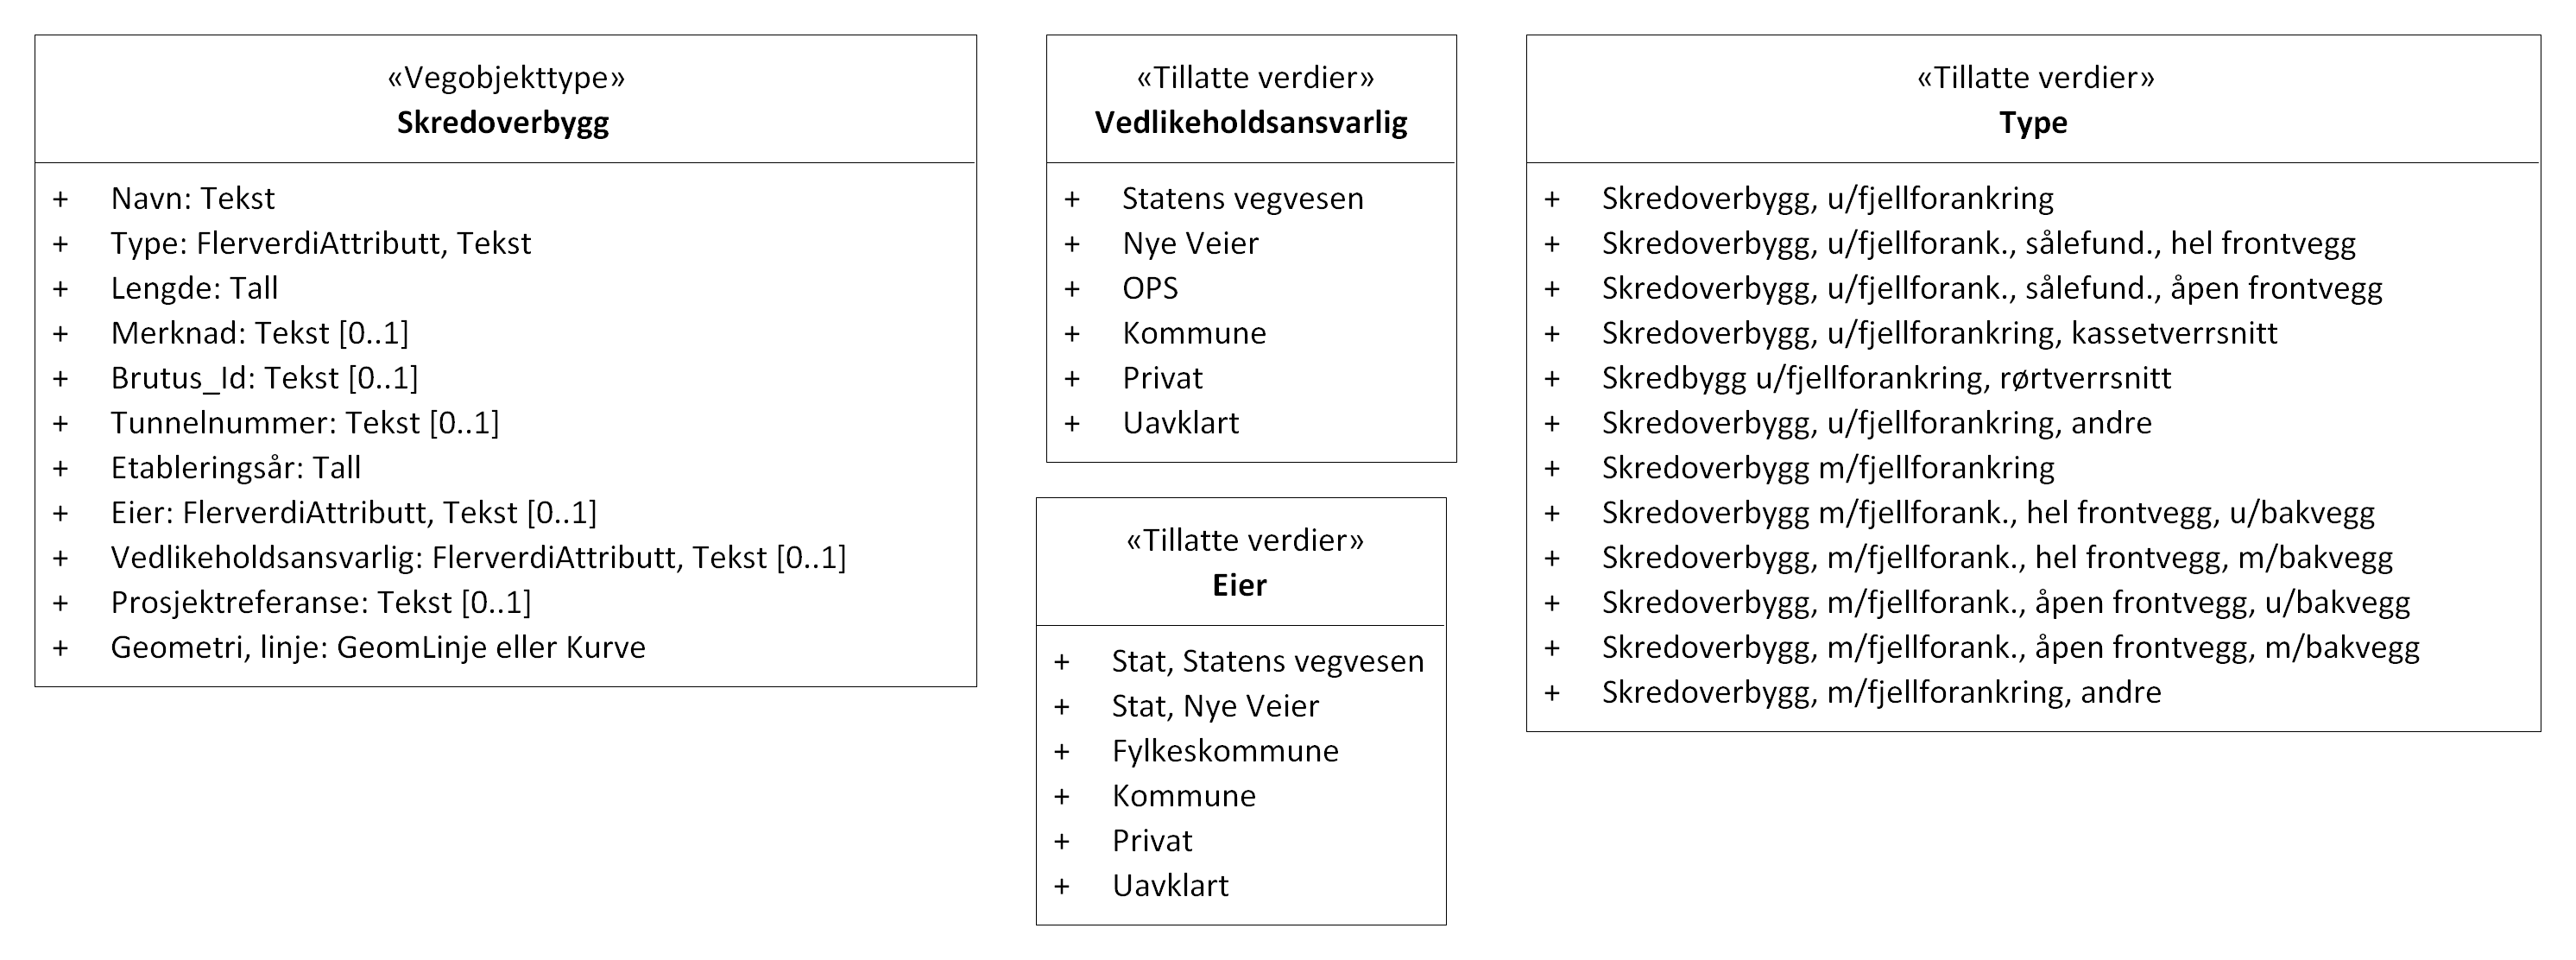 «Vegobjekttype»
Skredoverbygg
+ Navn: Tekst
+ Type: FlerverdiAttributt, Tekst
+ Lengde: Tall
+ Merknad: Tekst [0..1]
+ Brutus_Id: Tekst [0..1]
+ Tunnelnummer: Tekst [0..1]
+ Etableringsår: Tall
+ Eier: FlerverdiAttributt, Tekst [0..1]
+ Vedlikeholdsansvarlig: FlerverdiAttributt, Tekst [0..1]
+ Prosjektreferanse: Tekst [0..1]
+ Geometri, linje: GeomLinje eller Kurve
«Tillatte verdier»
Vedlikeholdsansvarlig
+ Statens vegvesen
+ Nye Veier
+ OPS
+ Kommune
+ Privat
+ Uavklart
«Tillatte verdier»
Eier
+ Stat, Statens vegvesen
+ Stat, Nye Veier
+ Fylkeskommune
+ Kommune
+ Privat
+ Uavklart
«Tillatte verdier»
Type
+ Skredoverbygg, u/fjellforankring
+ Skredoverbygg, u/fjellforank., sålefund., hel frontvegg
+ Skredoverbygg, u/fjellforank., sålefund., åpen frontvegg
+ Skredoverbygg, u/fjellforankring, kassetverrsnitt
+ Skredbygg u/fjellforankring, rørtverrsnitt
+ Skredoverbygg, u/fjellforankring, andre
+ Skredoverbygg m/fjellforankring
+ Skredoverbygg m/fjellforank., hel frontvegg, u/bakvegg
+ Skredoverbygg, m/fjellforank., hel frontvegg, m/bakvegg
+ Skredoverbygg, m/fjellforank., åpen frontvegg, u/bakvegg
+ Skredoverbygg, m/fjellforank., åpen frontvegg, m/bakvegg
+ Skredoverbygg, m/fjellforankring, andre